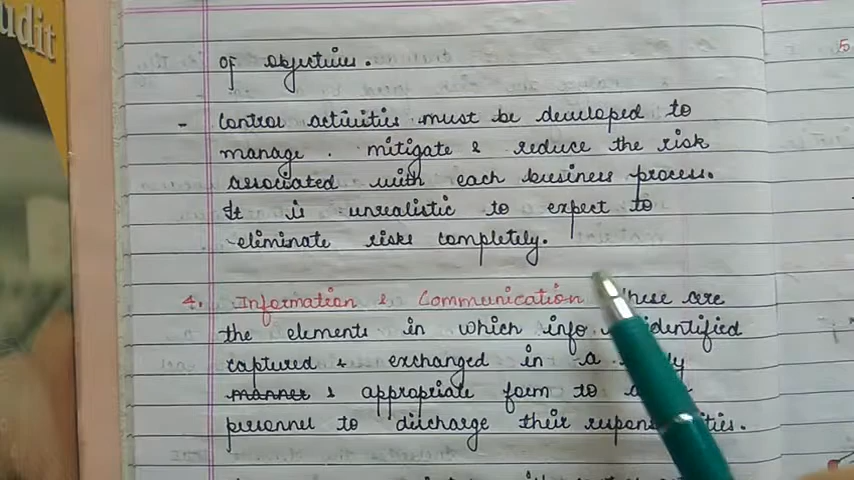 udit
of objectives.
- Control activities must be developed to
manage. mitigate & reduce the risk
associated with each business process.
It is unrealistic to expect to
eliminate risks completely.
4. Information & Communication These are
the elements in which info identified
captured & exchanged in a
manner & appropriate form to
personnel to discharge their
5